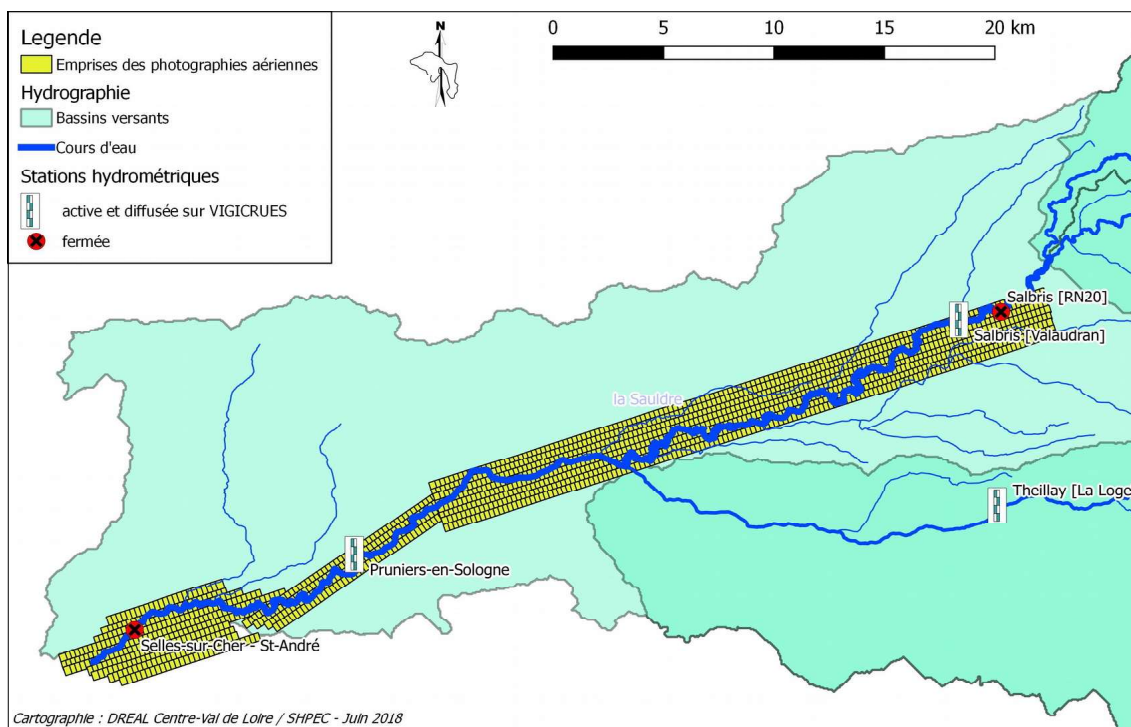 Legende
Emprises des photographies aériennes
Hydrographie
Bassins versants
Cours d'eau
Stations hydrométriques
active et diffusée sur VIGICRUES
fermée
N
0 5 10 15 20 km
Salbris [RN20]
Salbris [Valaudran]
la Sauldre
Theillay [La Loge
Pruniers-en-Sologne
Selles-sur-Cher - St-André
Cartographie : DREAL Centre-Val de Loire / SHPEC - Juin 2018